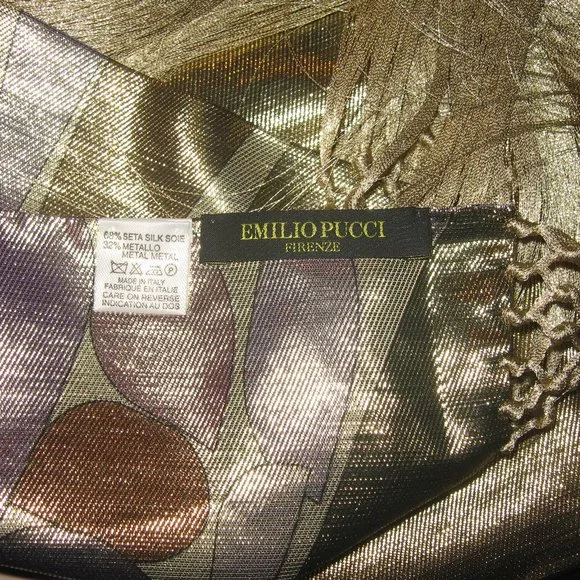 68% SETA SILK SOIE
32% METALLO
METAL METAL
MADE IN ITALY
FABRIQUÉ EN ITALIE
CARE ON REVERSE
INDICATION AU DOS
EMILIO PUCCI
FIRENZE